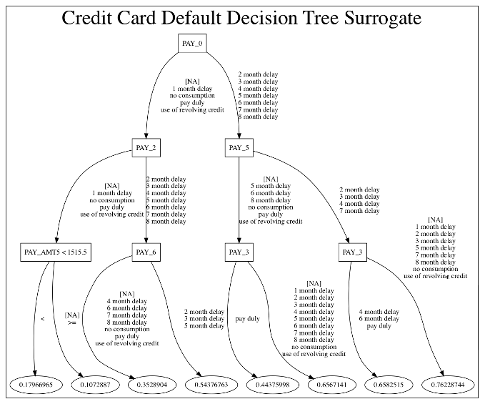 Credit Card Default Decision Tree Surrogate
PAY_0
[NA]
1 month delay
no consumption
pay duly
use of revolving credit
2 month delay
3 month delay
4 month delay
5 month delay
6 month delay
7 month delay
8 month delay
PAY_2
PAY_5
[NA]
1 month delay
no consumption
pay duly
use of revolving credit
2 month delay
3 month delay
4 month delay
5 month delay
6 month delay
7 month delay
8 month delay
[NA]
5 month delay
6 month delay
8 month delay
no consumption
pay duly
use of revolving credit
2 month delay
3 month delay
4 month delay
7 month delay
PAY_AMT5 < 1515.5
PAY_6
PAY_3
PAY_3
[NA]
1 month delay
2 month delay
3 month delay
5 month delay
7 month delay
8 month delay
no consumption
use of revolving credit
<
[NA]
>=
[NA]
4 month delay
6 month delay
7 month delay
8 month delay
no consumption
pay duly
use of revolving credit
2 month delay
3 month delay
5 month delay
pay duly
[NA]
1 month delay
2 month delay
3 month delay
4 month delay
5 month delay
6 month delay
7 month delay
8 month delay
no consumption
use of revolving credit
4 month delay
6 month delay
pay duly
0.17966965
0.1072887
0.3528904
0.54376763
0.44375998
0.6567141
0.6582515
0.76228744